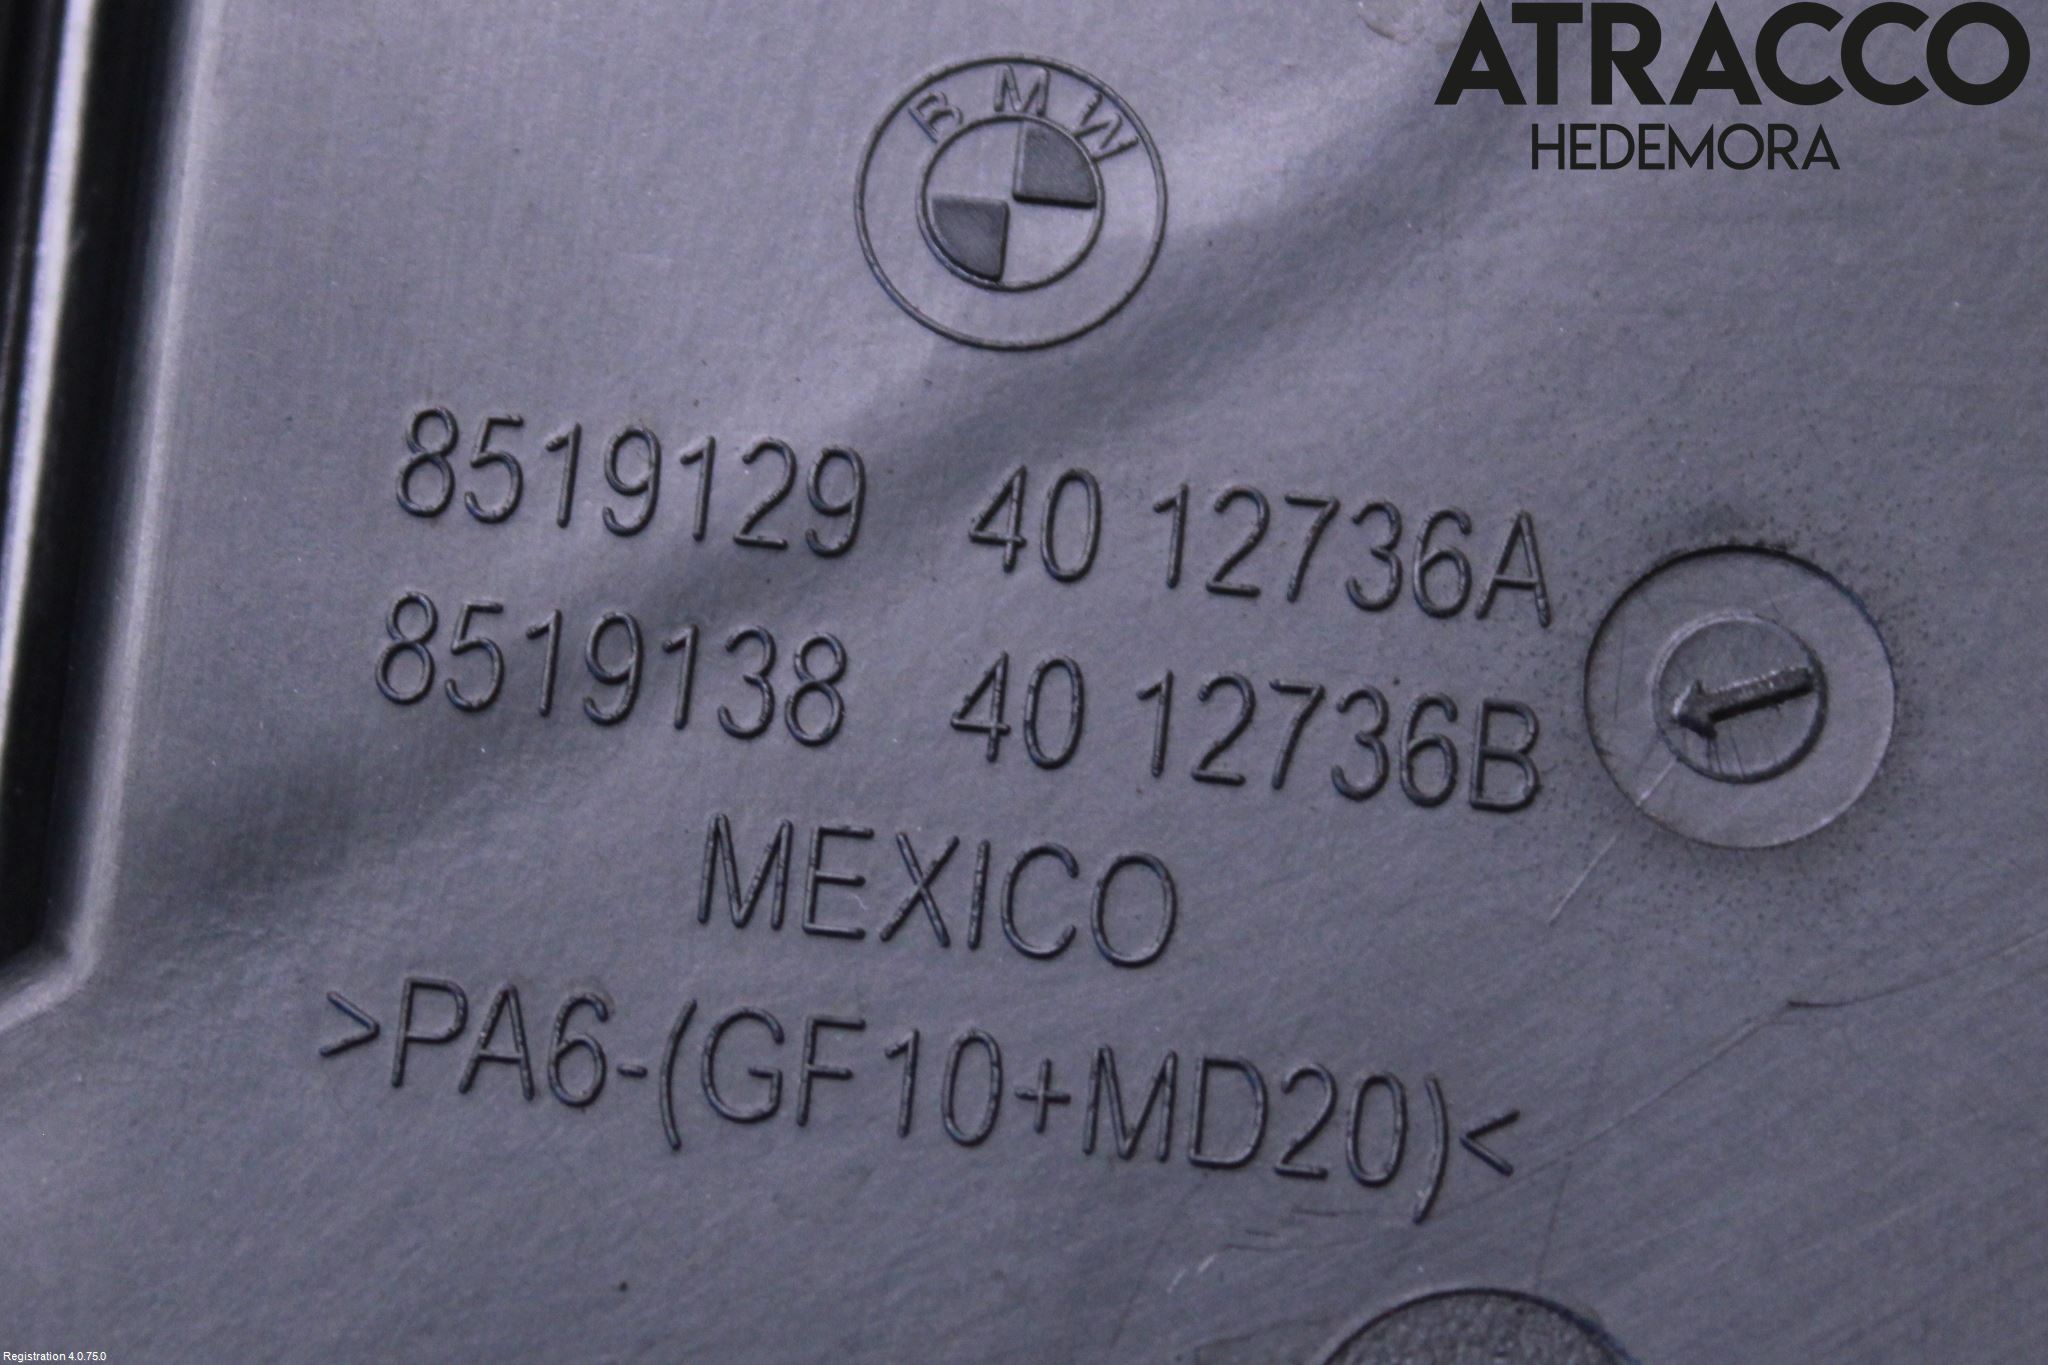 ATRACCO
HEDEMORA
BMW
8519129 40 12736A
8519138 40 12736B
MEXICO
>PA6-(GF10+MD20)<
Registration 4.0.75.0